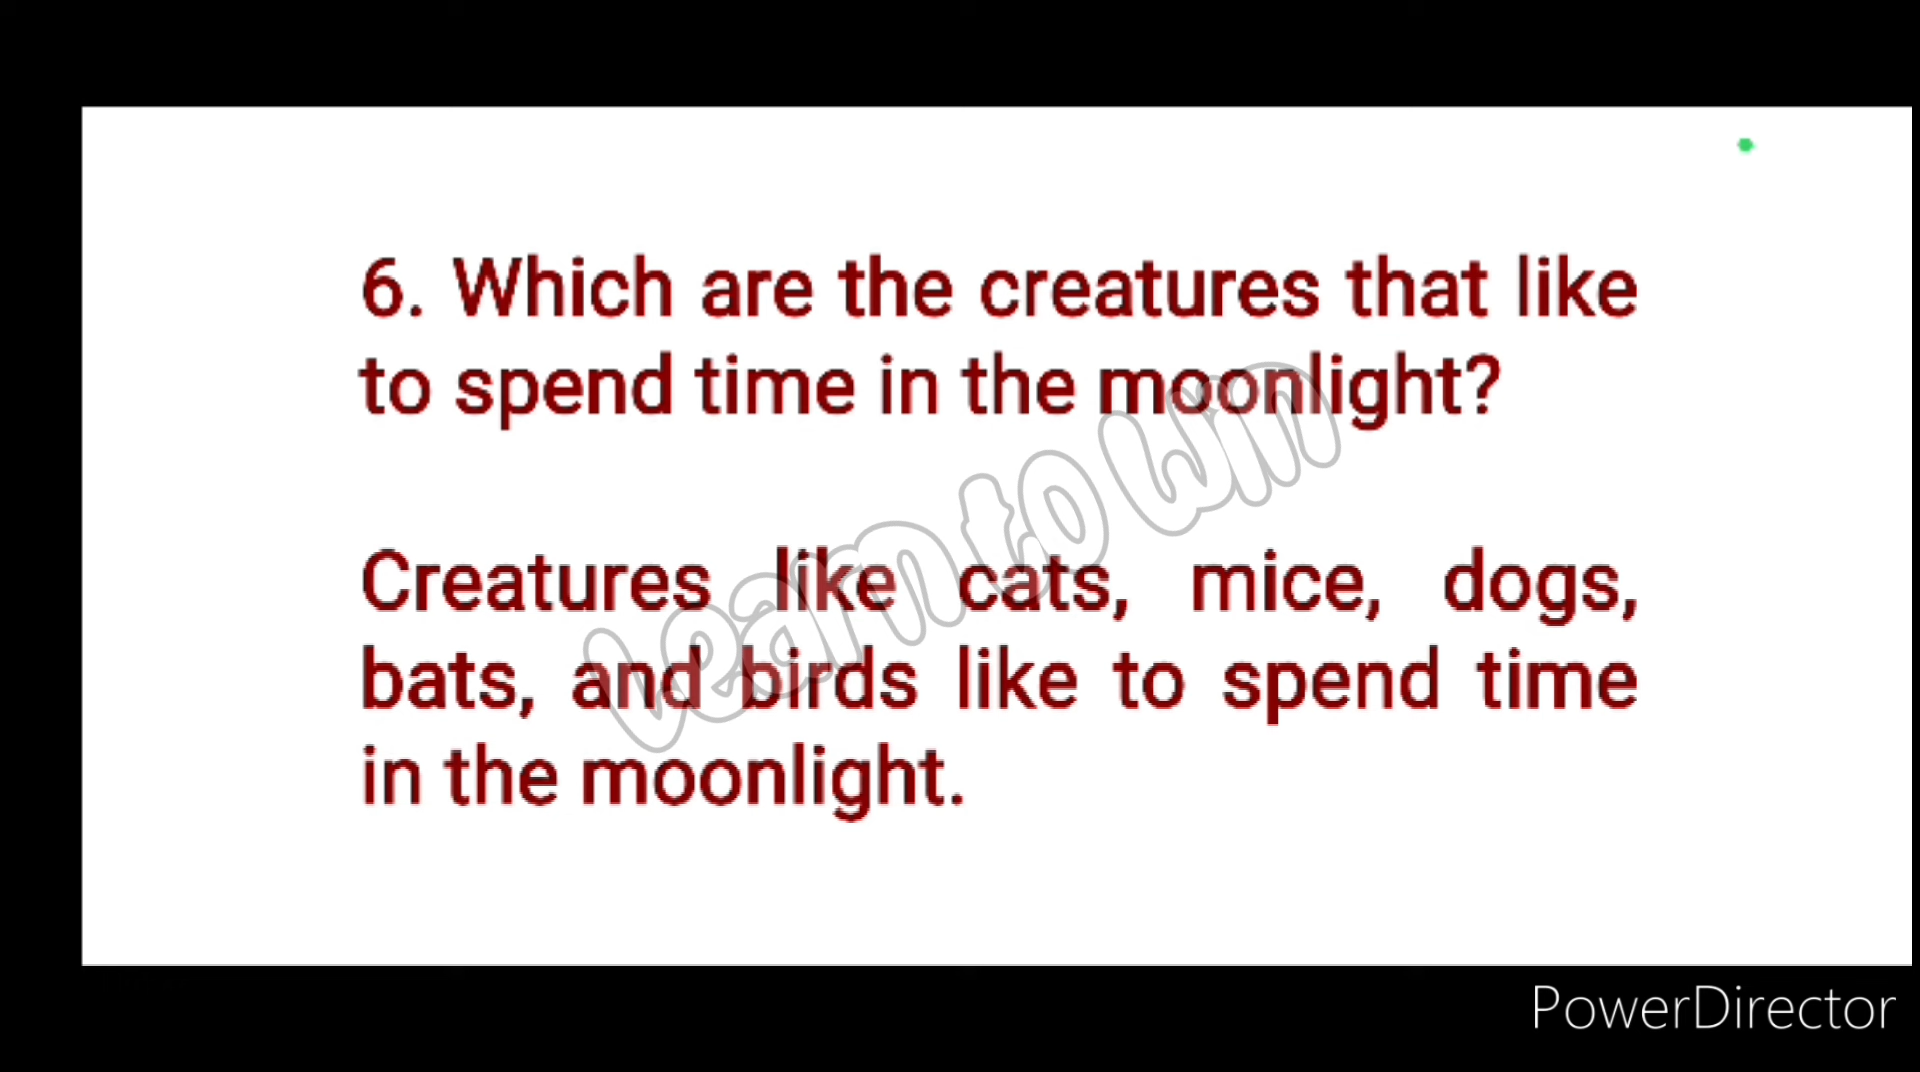 6. Which are the creatures that like
to spend time in the moonlight?
Creatures like cats, mice, dogs,
bats, and birds like to spend time
in the moonlight.
Learn to Win
PowerDirector